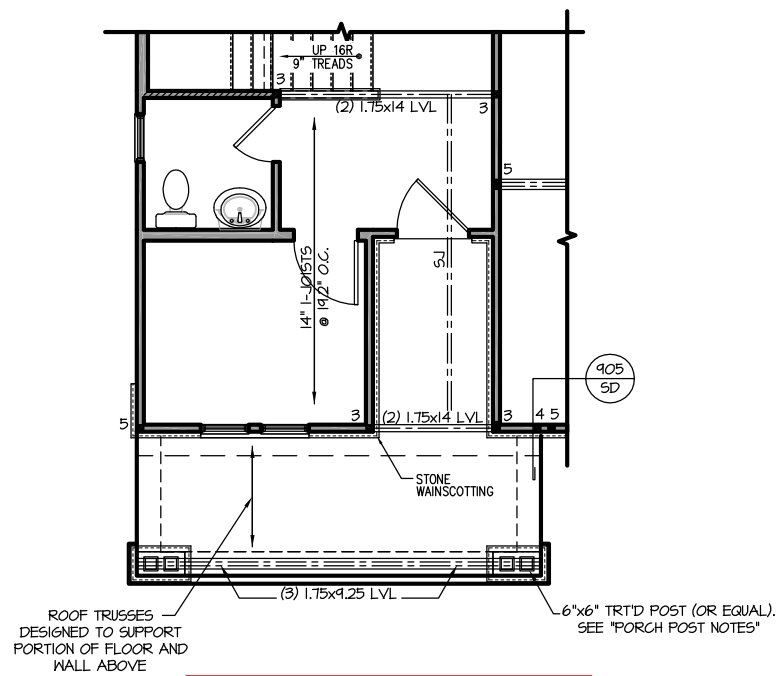 UP 16R
9" TREADS
3
(2) 1.75x14 LVL
3
5
SJ
14" I-JOISTS
@ 19.2" O.C.
905
SD
5
3
(2) 1.75x14 LVL
3
4
5
STONE
WAINSCOTTING
(3) 1.75x9.25 LVL
ROOF TRUSSES
DESIGNED TO SUPPORT
PORTION OF FLOOR AND
WALL ABOVE
6"x6" TRT'D POST (OR EQUAL).
SEE "PORCH POST NOTES"